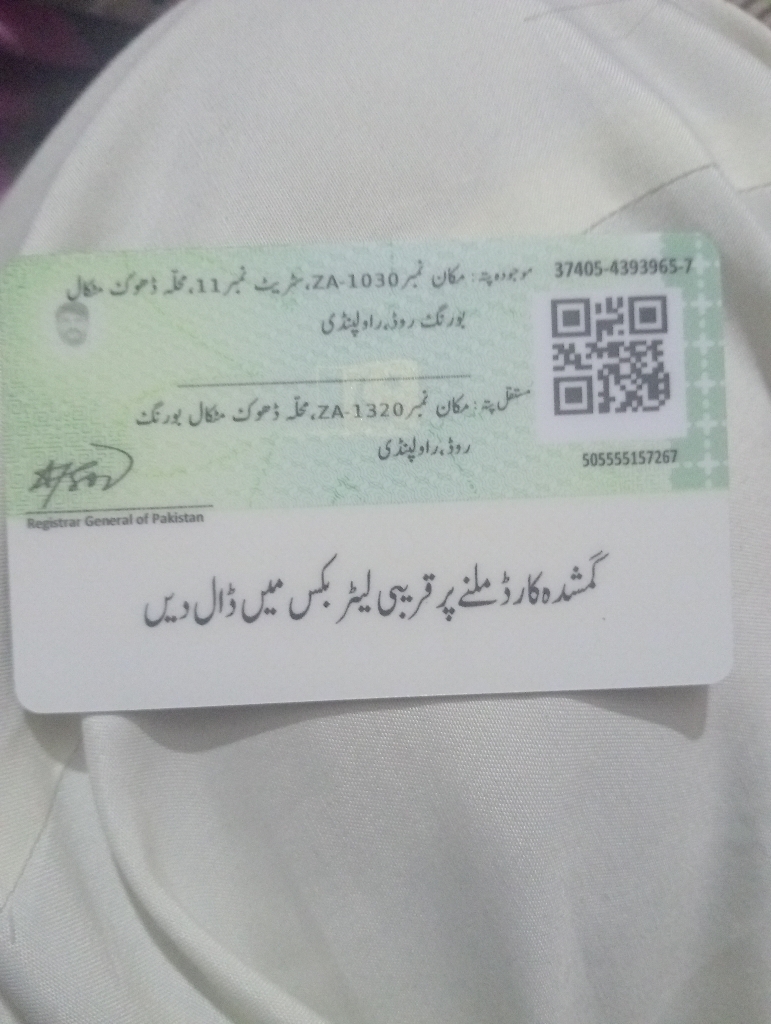 37405-4393965-7
موجودہ پتہ: مکان نمبر ZA-1030، سٹریٹ نمبر 11، محلہ ڈھوک منگال
بورنگ روڈ، راولپنڈی
مستقل پتہ: مکان نمبر ZA-1320، محلہ ڈھوک منگال بورنگ
روڈ، راولپنڈی
505555157267
Registrar General of Pakistan
گمشدہ کارڈ ملنے پر قریبی لیٹر بکس میں ڈال دیں